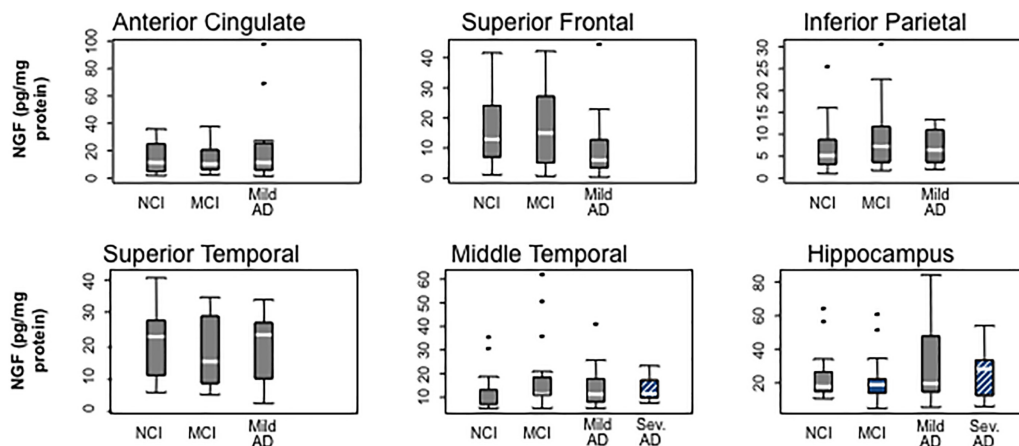 Anterior Cingulate
NGF (pg/mg
protein)
100
80
60
40
20
0
NCI MCI Mild
AD
Superior Frontal
40
30
20
10
0
NCI MCI Mild
AD
Inferior Parietal
30
25
20
15
10
5
0
NCI MCI Mild
AD
Superior Temporal
NGF (pg/mg
protein)
40
30
20
10
0
NCI MCI Mild
AD
Middle Temporal
60
50
40
30
20
10
NCI MCI Mild Sev.
AD AD
Hippocampus
80
60
40
20
NCI MCI Mild Sev.
AD AD